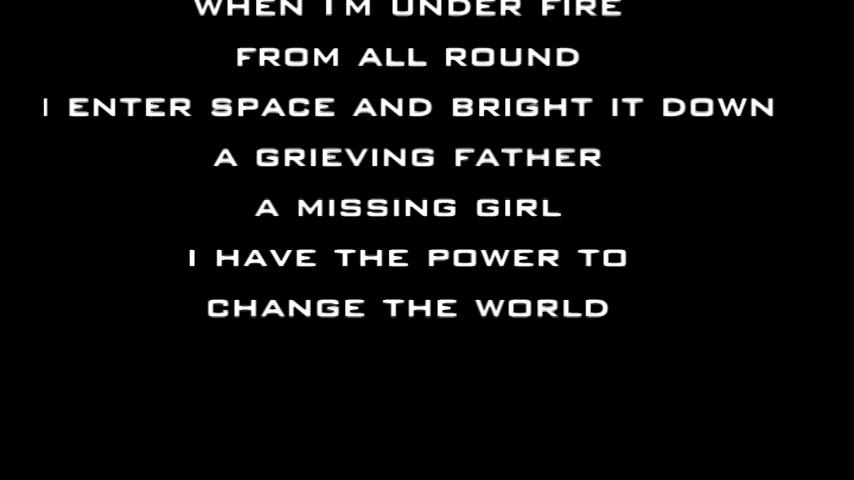 WHEN I'M UNDER FIRE
FROM ALL ROUND
I ENTER SPACE AND BRIGHT IT DOWN
A GRIEVING FATHER
A MISSING GIRL
I HAVE THE POWER TO
CHANGE THE WORLD